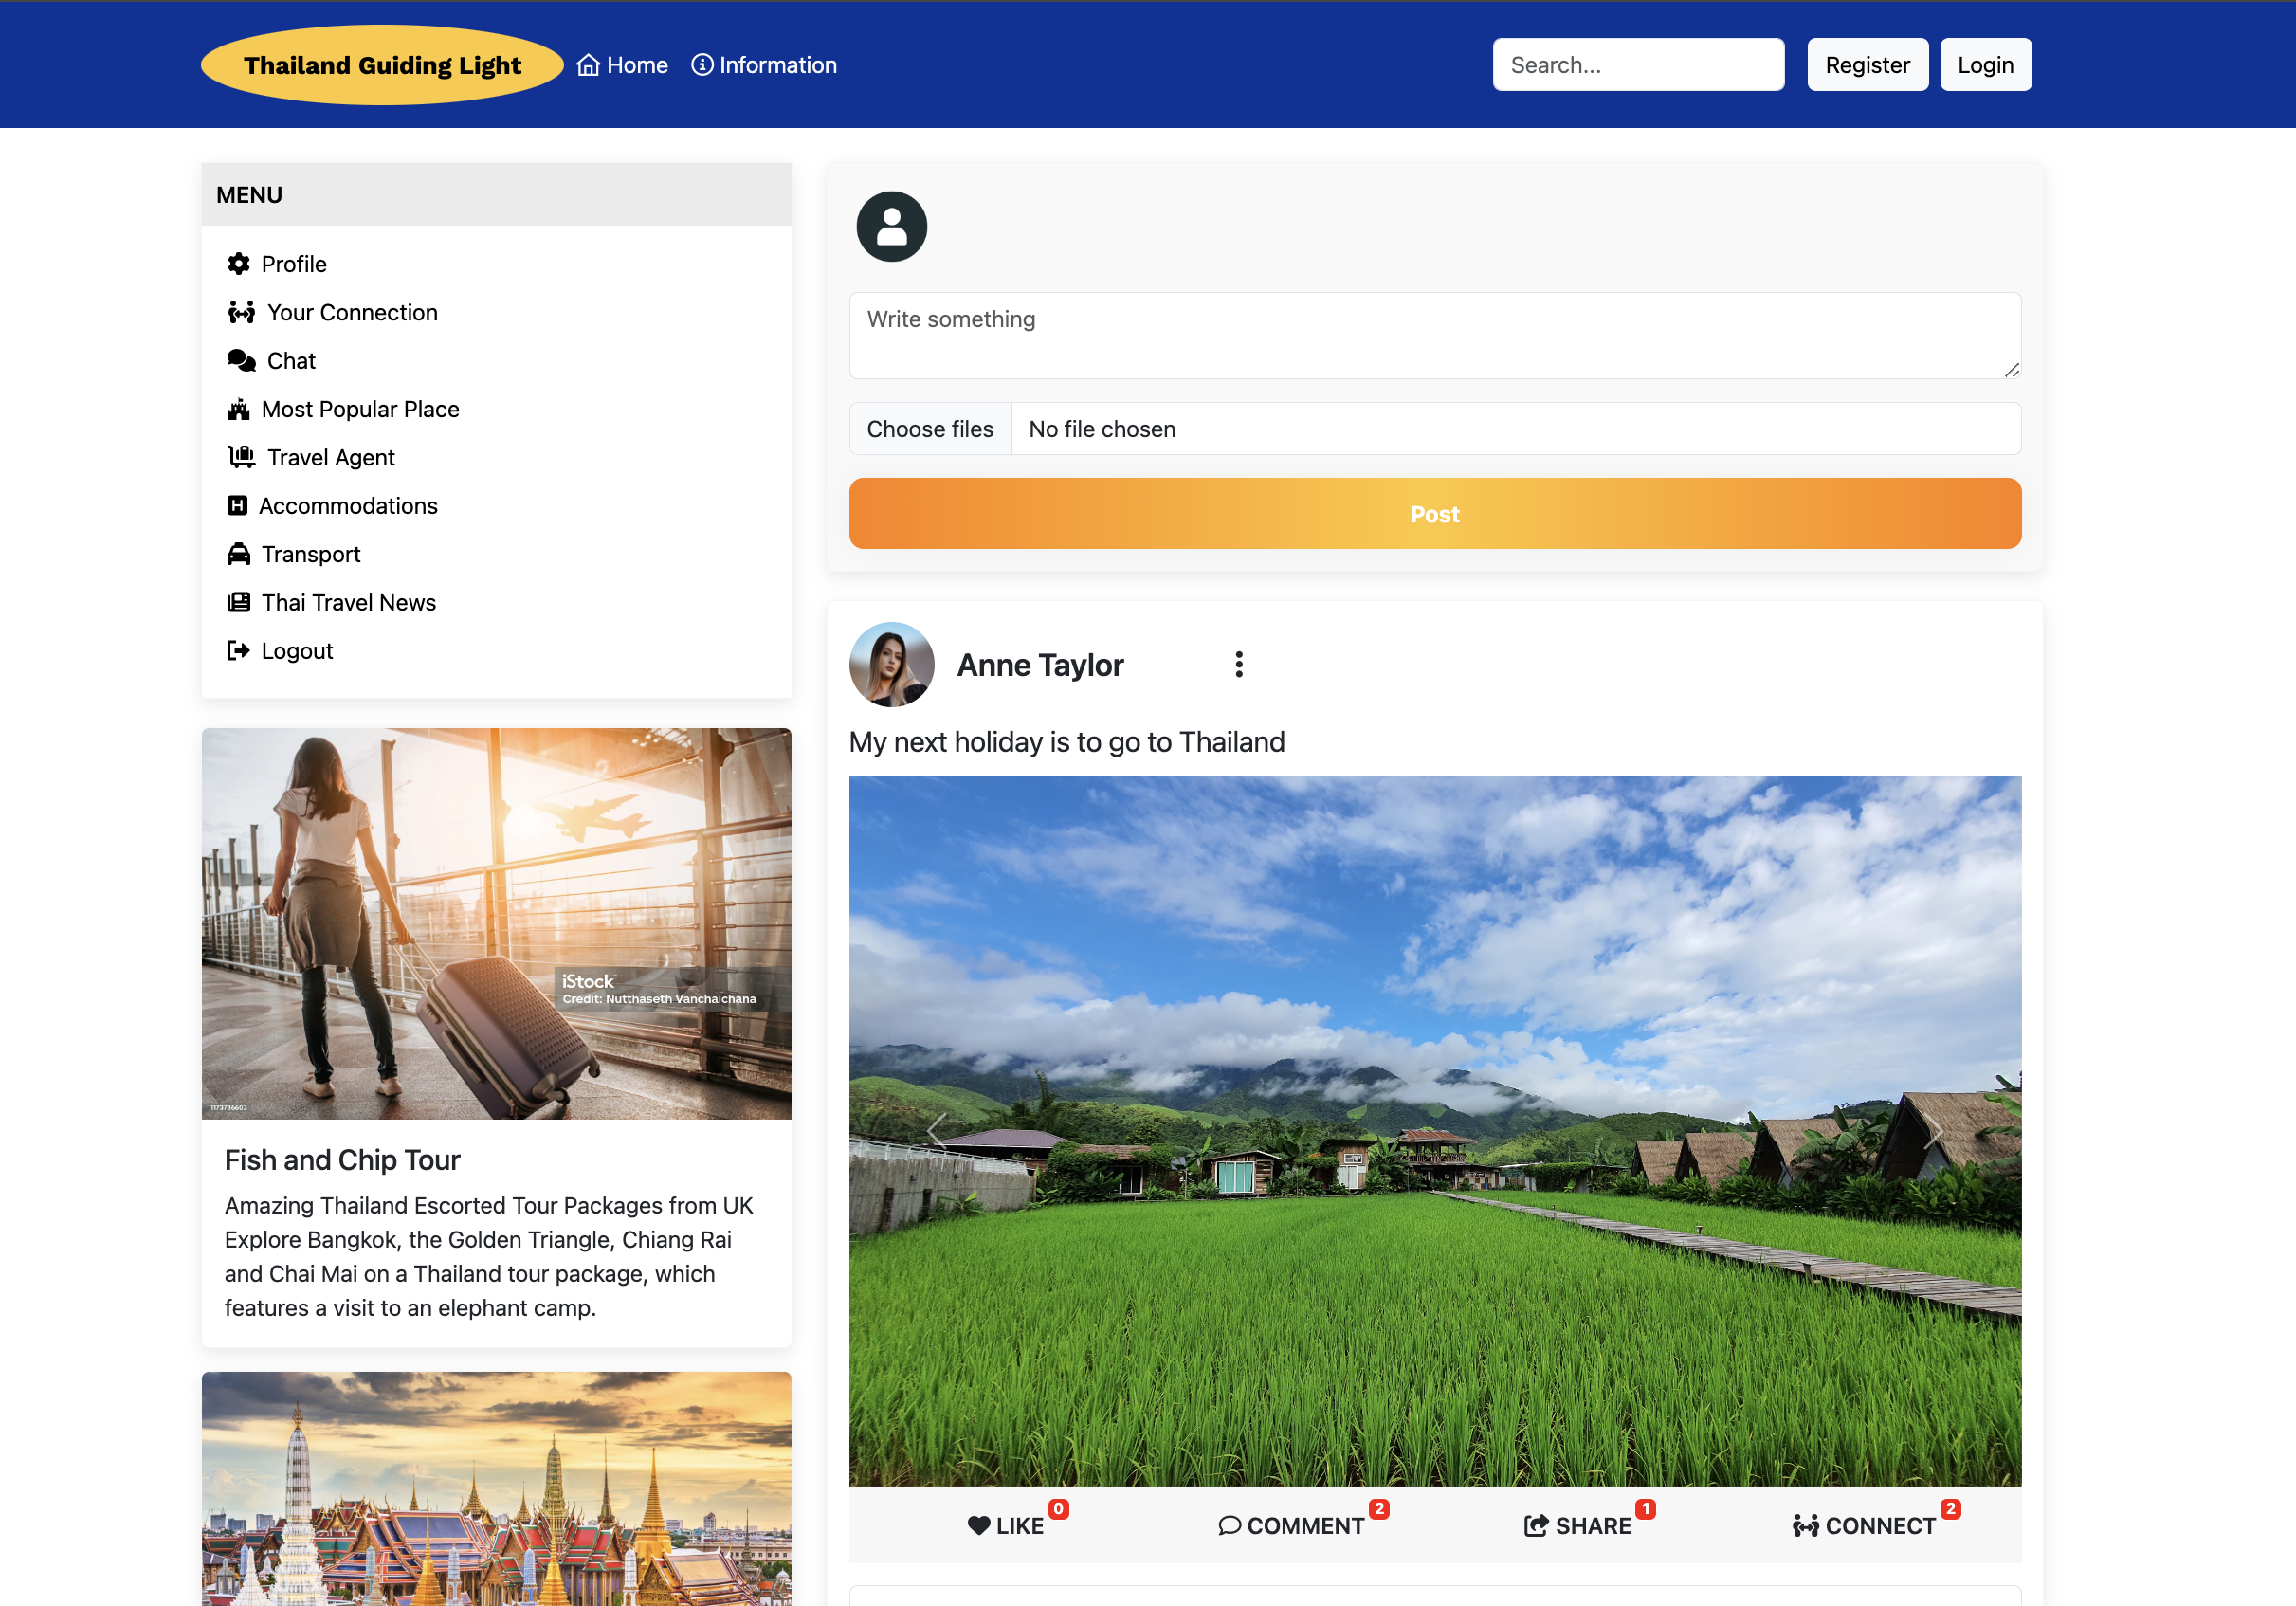 Thailand Guiding Light
Home
Information
Search...
Register
Login
MENU
Profile
Your Connection
Chat
Most Popular Place
Travel Agent
Accommodations
Transport
Thai Travel News
Logout
iStock
Credit: Nutthaseth Vanchaichana
1173736603
Fish and Chip Tour
Amazing Thailand Escorted Tour Packages from UK
Explore Bangkok, the Golden Triangle, Chiang Rai
and Chai Mai on a Thailand tour package, which
features a visit to an elephant camp.
Write something
Choose files
No file chosen
Post
Anne Taylor
My next holiday is to go to Thailand
LIKE 0
COMMENT 2
SHARE 1
CONNECT 2